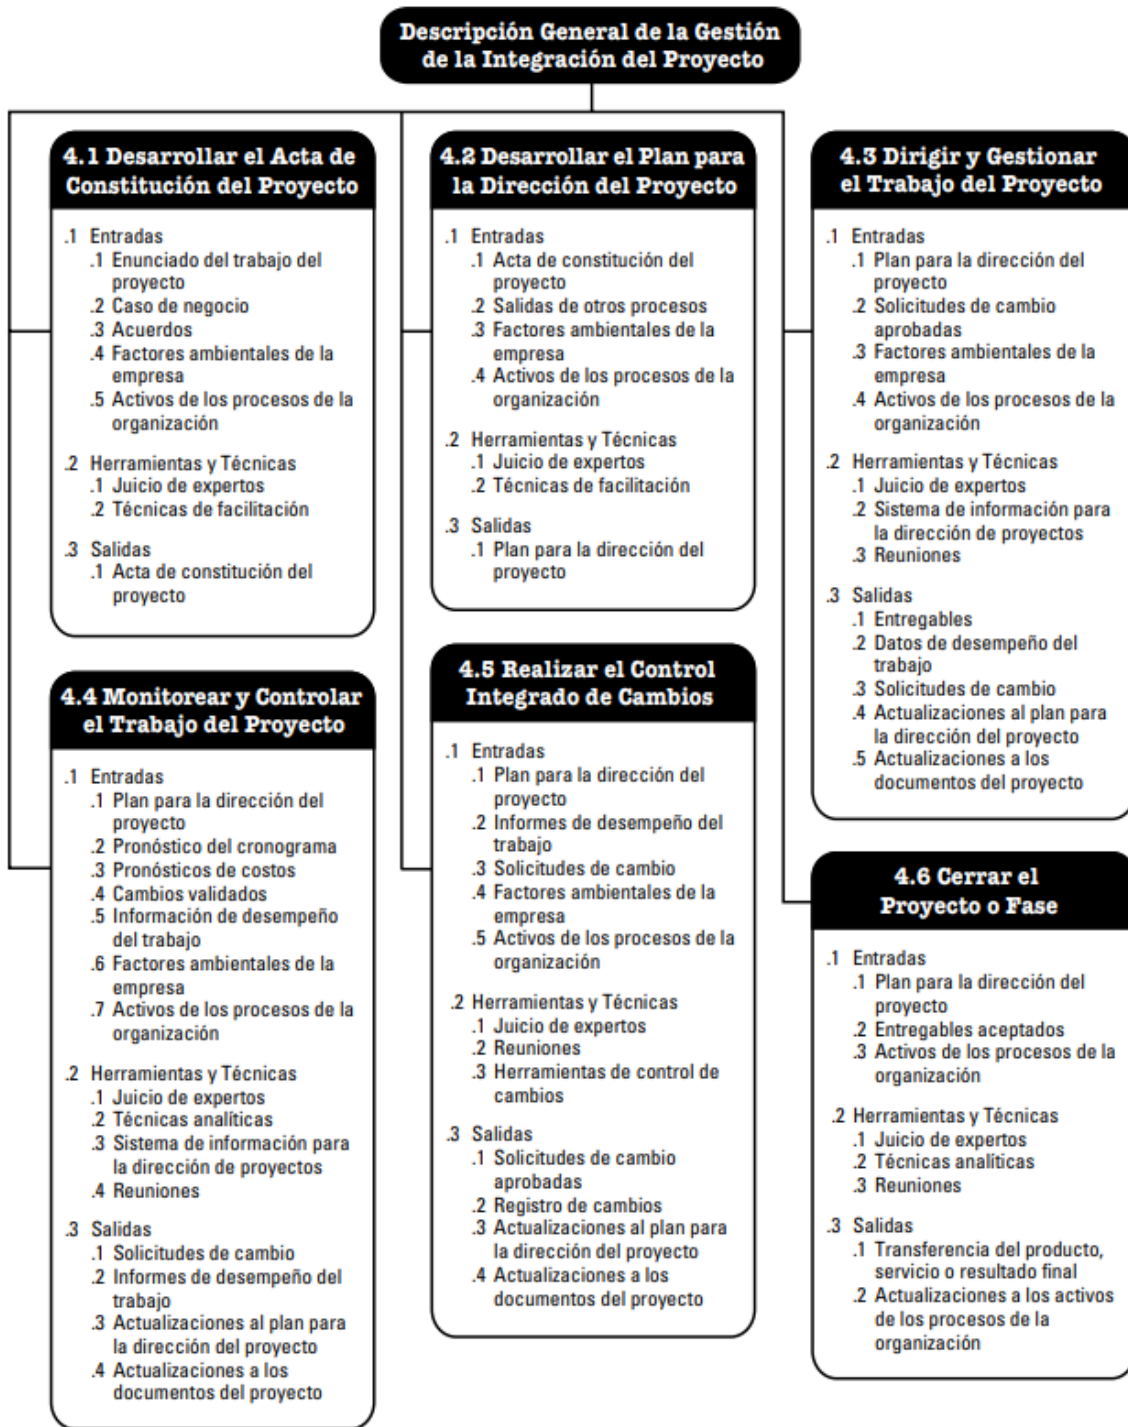 Descripción General de la Gestión
de la Integración del Proyecto
4.1 Desarrollar el Acta de
Constitución del Proyecto
.1 Entradas
.1 Enunciado del trabajo del
proyecto
.2 Caso de negocio
.3 Acuerdos
.4 Factores ambientales de la
empresa
.5 Activos de los procesos de la
organización
.2 Herramientas y Técnicas
.1 Juicio de expertos
.2 Técnicas de facilitación
.3 Salidas
.1 Acta de constitución del
proyecto
4.2 Desarrollar el Plan para
la Dirección del Proyecto
.1 Entradas
.1 Acta de constitución del
proyecto
.2 Salidas de otros procesos
.3 Factores ambientales de la
empresa
.4 Activos de los procesos de la
organización
.2 Herramientas y Técnicas
.1 Juicio de expertos
.2 Técnicas de facilitación
.3 Salidas
.1 Plan para la dirección del
proyecto
4.3 Dirigir y Gestionar
el Trabajo del Proyecto
.1 Entradas
.1 Plan para la dirección del
proyecto
.2 Solicitudes de cambio
aprobadas
.3 Factores ambientales de la
empresa
.4 Activos de los procesos de la
organización
.2 Herramientas y Técnicas
.1 Juicio de expertos
.2 Sistema de información para
la dirección de proyectos
.3 Reuniones
.3 Salidas
.1 Entregables
.2 Datos de desempeño del
trabajo
.3 Solicitudes de cambio
.4 Actualizaciones al plan para
la dirección del proyecto
.5 Actualizaciones a los
documentos del proyecto
4.4 Monitorear y Controlar
el Trabajo del Proyecto
.1 Entradas
.1 Plan para la dirección del
proyecto
.2 Pronóstico del cronograma
.3 Pronósticos de costos
.4 Cambios validados
.5 Información de desempeño
del trabajo
.6 Factores ambientales de la
empresa
.7 Activos de los procesos de la
organización
.2 Herramientas y Técnicas
.1 Juicio de expertos
.2 Técnicas analíticas
.3 Sistema de información para
la dirección de proyectos
.4 Reuniones
.3 Salidas
.1 Solicitudes de cambio
.2 Informes de desempeño del
trabajo
.3 Actualizaciones al plan para
la dirección del proyecto
.4 Actualizaciones a los
documentos del proyecto
4.5 Realizar el Control
Integrado de Cambios
.1 Entradas
.1 Plan para la dirección del
proyecto
.2 Informes de desempeño del
trabajo
.3 Solicitudes de cambio
.4 Factores ambientales de la
empresa
.5 Activos de los procesos de la
organización
.2 Herramientas y Técnicas
.1 Juicio de expertos
.2 Reuniones
.3 Herramientas de control de
cambios
.3 Salidas
.1 Solicitudes de cambio
aprobadas
.2 Registro de cambios
.3 Actualizaciones al plan para
la dirección del proyecto
.4 Actualizaciones a los
documentos del proyecto
4.6 Cerrar el
Proyecto o Fase
.1 Entradas
.1 Plan para la dirección del
proyecto
.2 Entregables aceptados
.3 Activos de los procesos de la
organización
.2 Herramientas y Técnicas
.1 Juicio de expertos
.2 Técnicas analíticas
.3 Reuniones
.3 Salidas
.1 Transferencia del producto,
servicio o resultado final
.2 Actualizaciones a los activos
de los procesos de la
organización